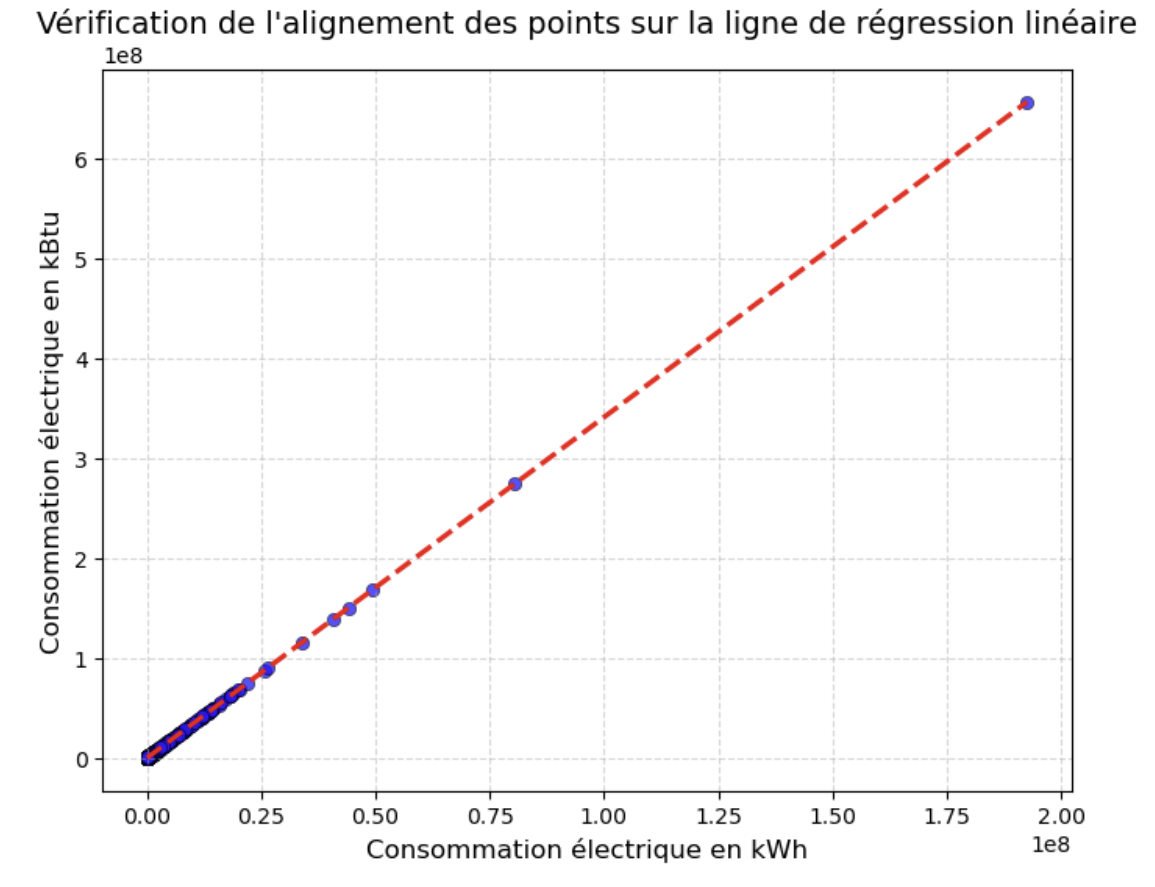 Vérification de l'alignement des points sur la ligne de régression linéaire
1e8
6
5
4
3
2
1
0
Consommation électrique en kBtu
0.00 0.25 0.50 0.75 1.00 1.25 1.50 1.75 2.00
1e8
Consommation électrique en kWh